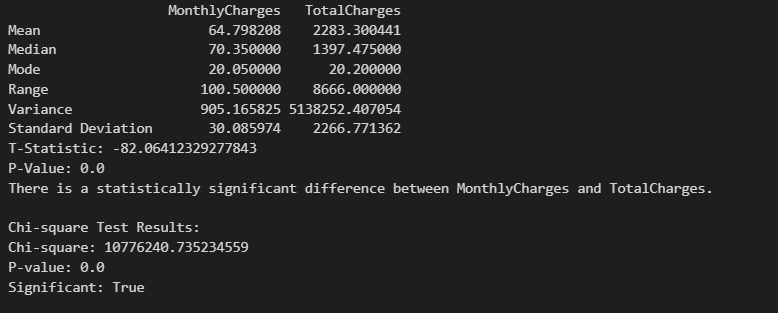 MonthlyCharges TotalCharges
Mean 64.798208 2283.300441
Median 70.350000 1397.475000
Mode 20.050000 20.200000
Range 100.500000 8666.000000
Variance 905.165825 5138252.407054
Standard Deviation 30.085974 2266.771362
T-Statistic: -82.06412329277843
P-Value: 0.0
There is a statistically significant difference between MonthlyCharges and TotalCharges.
Chi-square Test Results:
Chi-square: 10776240.735234559
P-value: 0.0
Significant: True